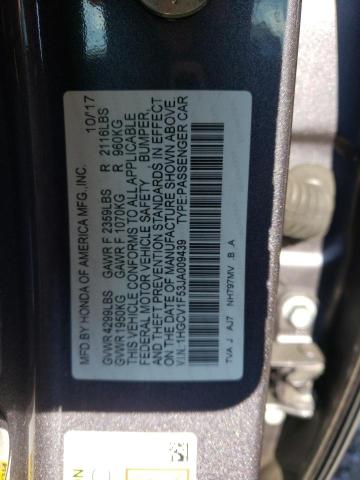 MFD.BY HONDA OF AMERICA MFG.,INC. 10/17
GVWR 4299LBS GAWR F 2359LBS R 2116LBS
GVWR 1950KG GAWR F 1070KG R 960KG
THIS VEHICLE CONFORMS TO ALL APPLICABLE
FEDERAL MOTOR VEHICLE SAFETY BUMPER,
AND THEFT PREVENTION STANDARDS IN EFFECT
ON THE DATE OF MANUFACTURE SHOWN ABOVE.
V.I.N. 1HGCV1F53JA009439 TYPE:PASSENGER CAR
TVA J AJ7 NH797MV B A